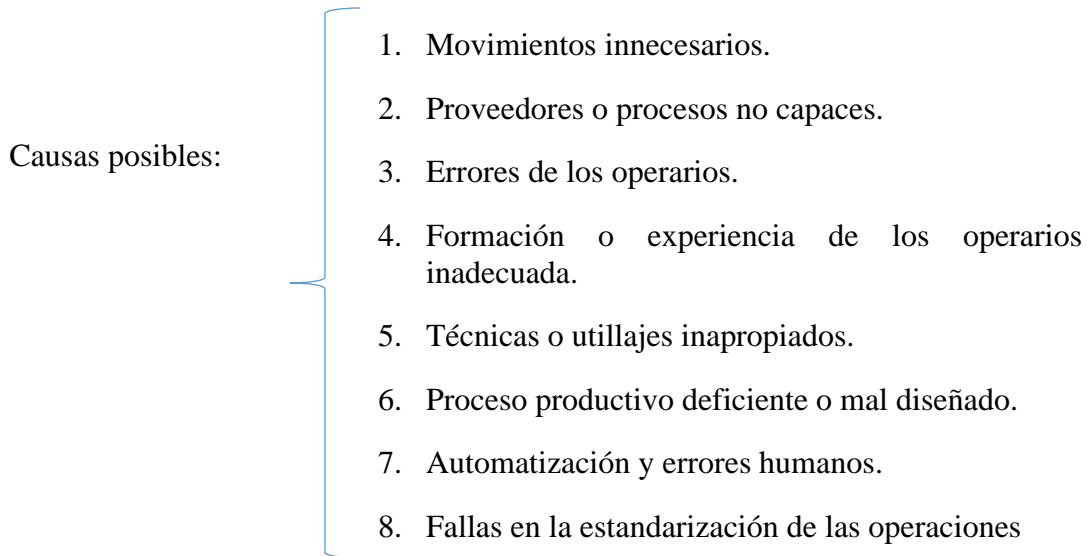 Causas posibles:
1. Movimientos innecesarios.
2. Proveedores o procesos no capaces.
3. Errores de los operarios.
4. Formación o experiencia de los operarios
inadecuada.
5. Técnicas o utillajes inapropiados.
6. Proceso productivo deficiente o mal diseñado.
7. Automatización y errores humanos.
8. Fallas en la estandarización de las operaciones